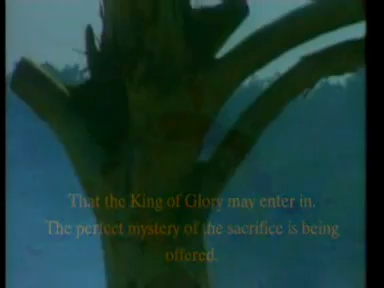 That the King of Glory may enter in.
The perfect mystery of the sacrifice is being
offered.